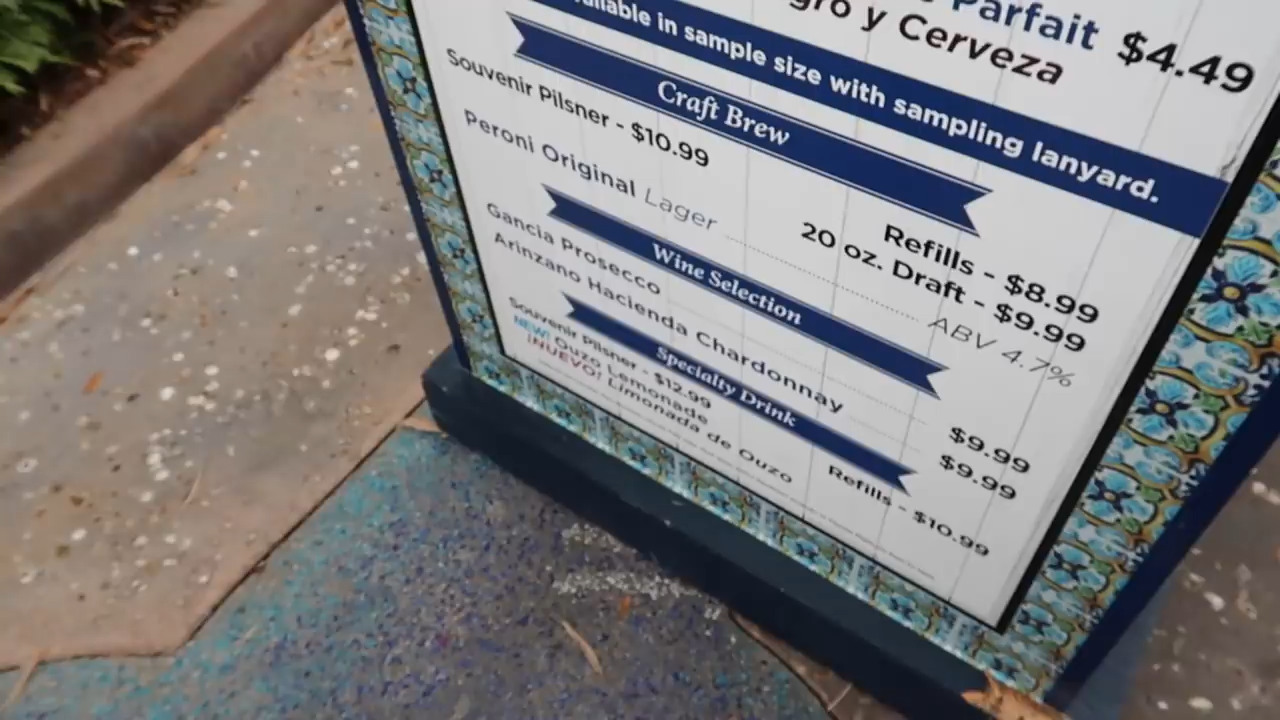 Parfait $4.49
gro y Cerveza
ailable in sample size with sampling lanyard.
Craft Brew
Souvenir Pilsner - $10.99 Refills - $8.99
20 oz. Draft - $9.99
Peroni Original Lager ABV 4.7%
Wine Selection
Gancia Prosecco $9.99
Arinzano Hacienda Chardonnay $9.99
Specialty Drink
Souvenir Pilsner - $12.99 Refills - $10.99
NEW! Ouzo Lemonade
¡NUEVO! Limonada de Ouzo